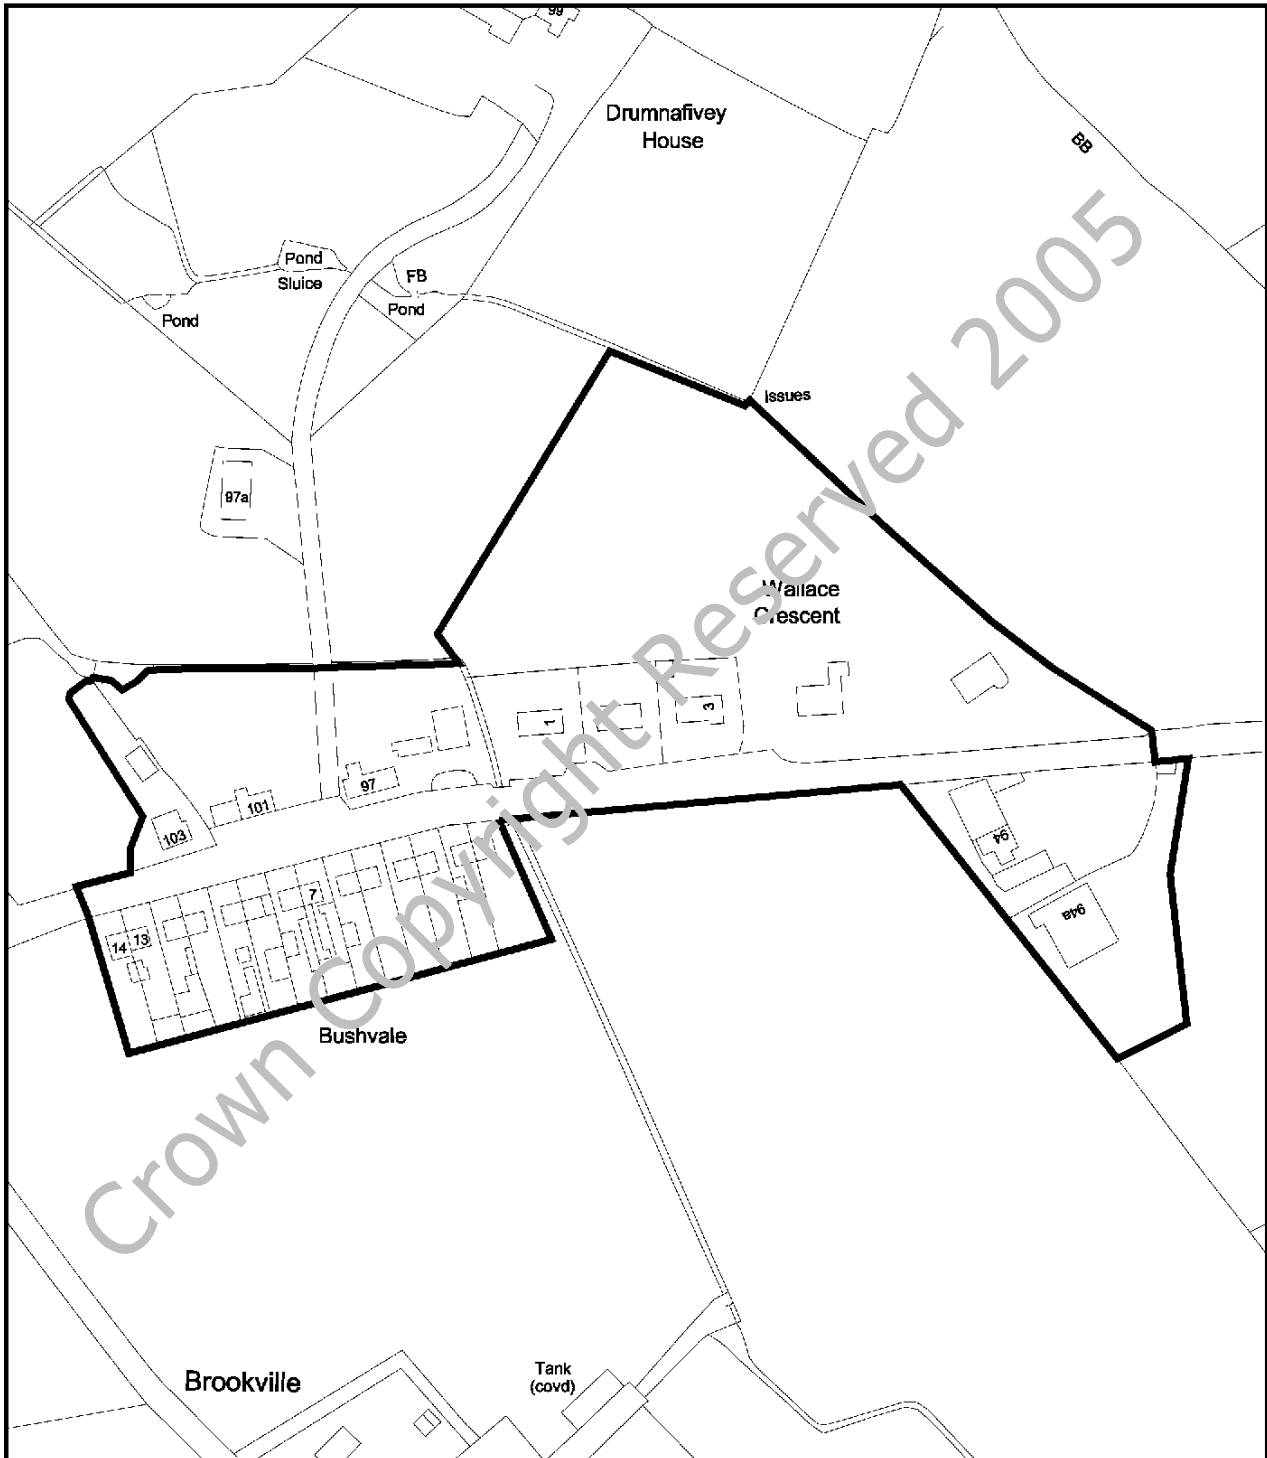 99
Drumnafivey
House
BB
Pond
Sluice
FB
Pond
Pond
Issues
97a
Wallace
Crescent
1
3
97
101
103
94
94a
7
14 13
Bushvale
Crown Copyright Reserved 2005
Brookville
Tank
(covd)